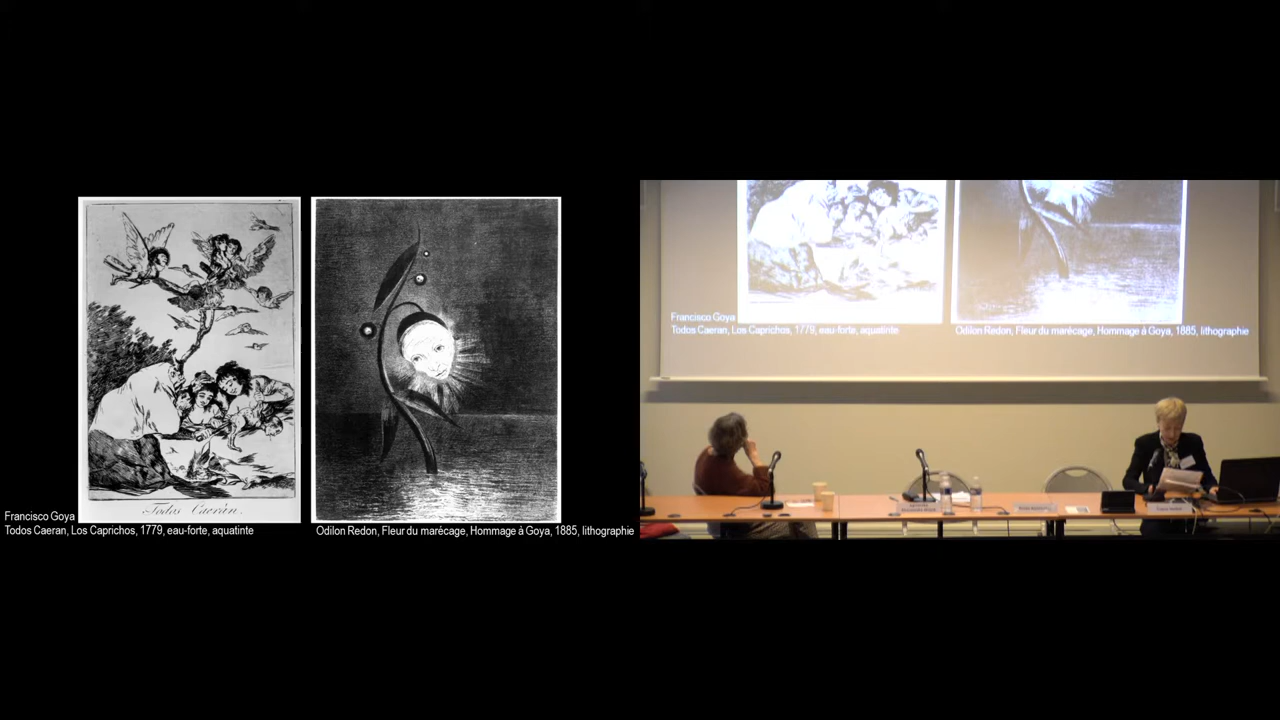 Todos Caerán.
Francisco Goya
Todos Caeran, Los Caprichos, 1779, eau-forte, aquatinte
Odilon Redon, Fleur du marécage, Hommage à Goya, 1885, lithographie
Francisco Goya
Todos Caeran, Los Caprichos, 1779, eau-forte, aquatinte
Odilon Redon, Fleur du marécage, Hommage à Goya, 1885, lithographie